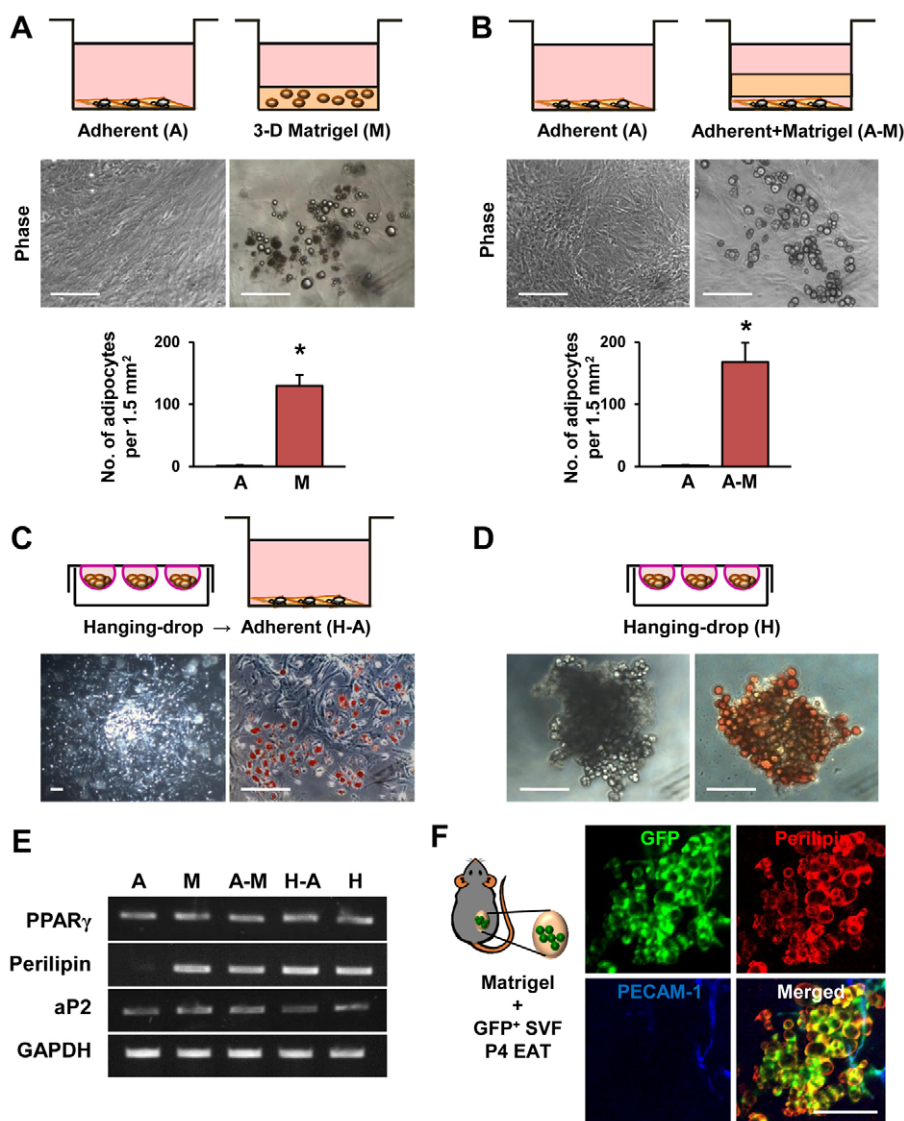 A
Adherent (A)
3-D Matrigel (M)
Phase
No. of adipocytes
per 1.5 mm²
200
100
0
*
A
M
B
Adherent (A)
Adherent+Matrigel (A-M)
Phase
No. of adipocytes
per 1.5 mm²
200
100
0
*
A
A-M
C
Hanging-drop → Adherent (H-A)
D
Hanging-drop (H)
E
A M A-M H-A H
PPARγ
Perilipin
aP2
GAPDH
F
Matrigel
+
GFP⁺ SVF
P4 EAT
GFP
Perilipin
PECAM-1
Merged